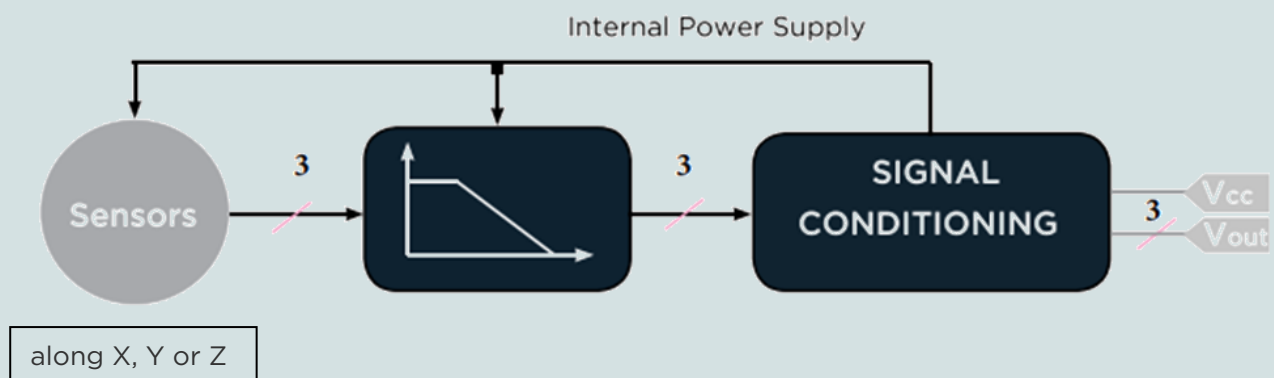 Internal Power Supply
3
3
SIGNAL
CONDITIONING
Sensors
3
Vcc
Vout
along X, Y or Z